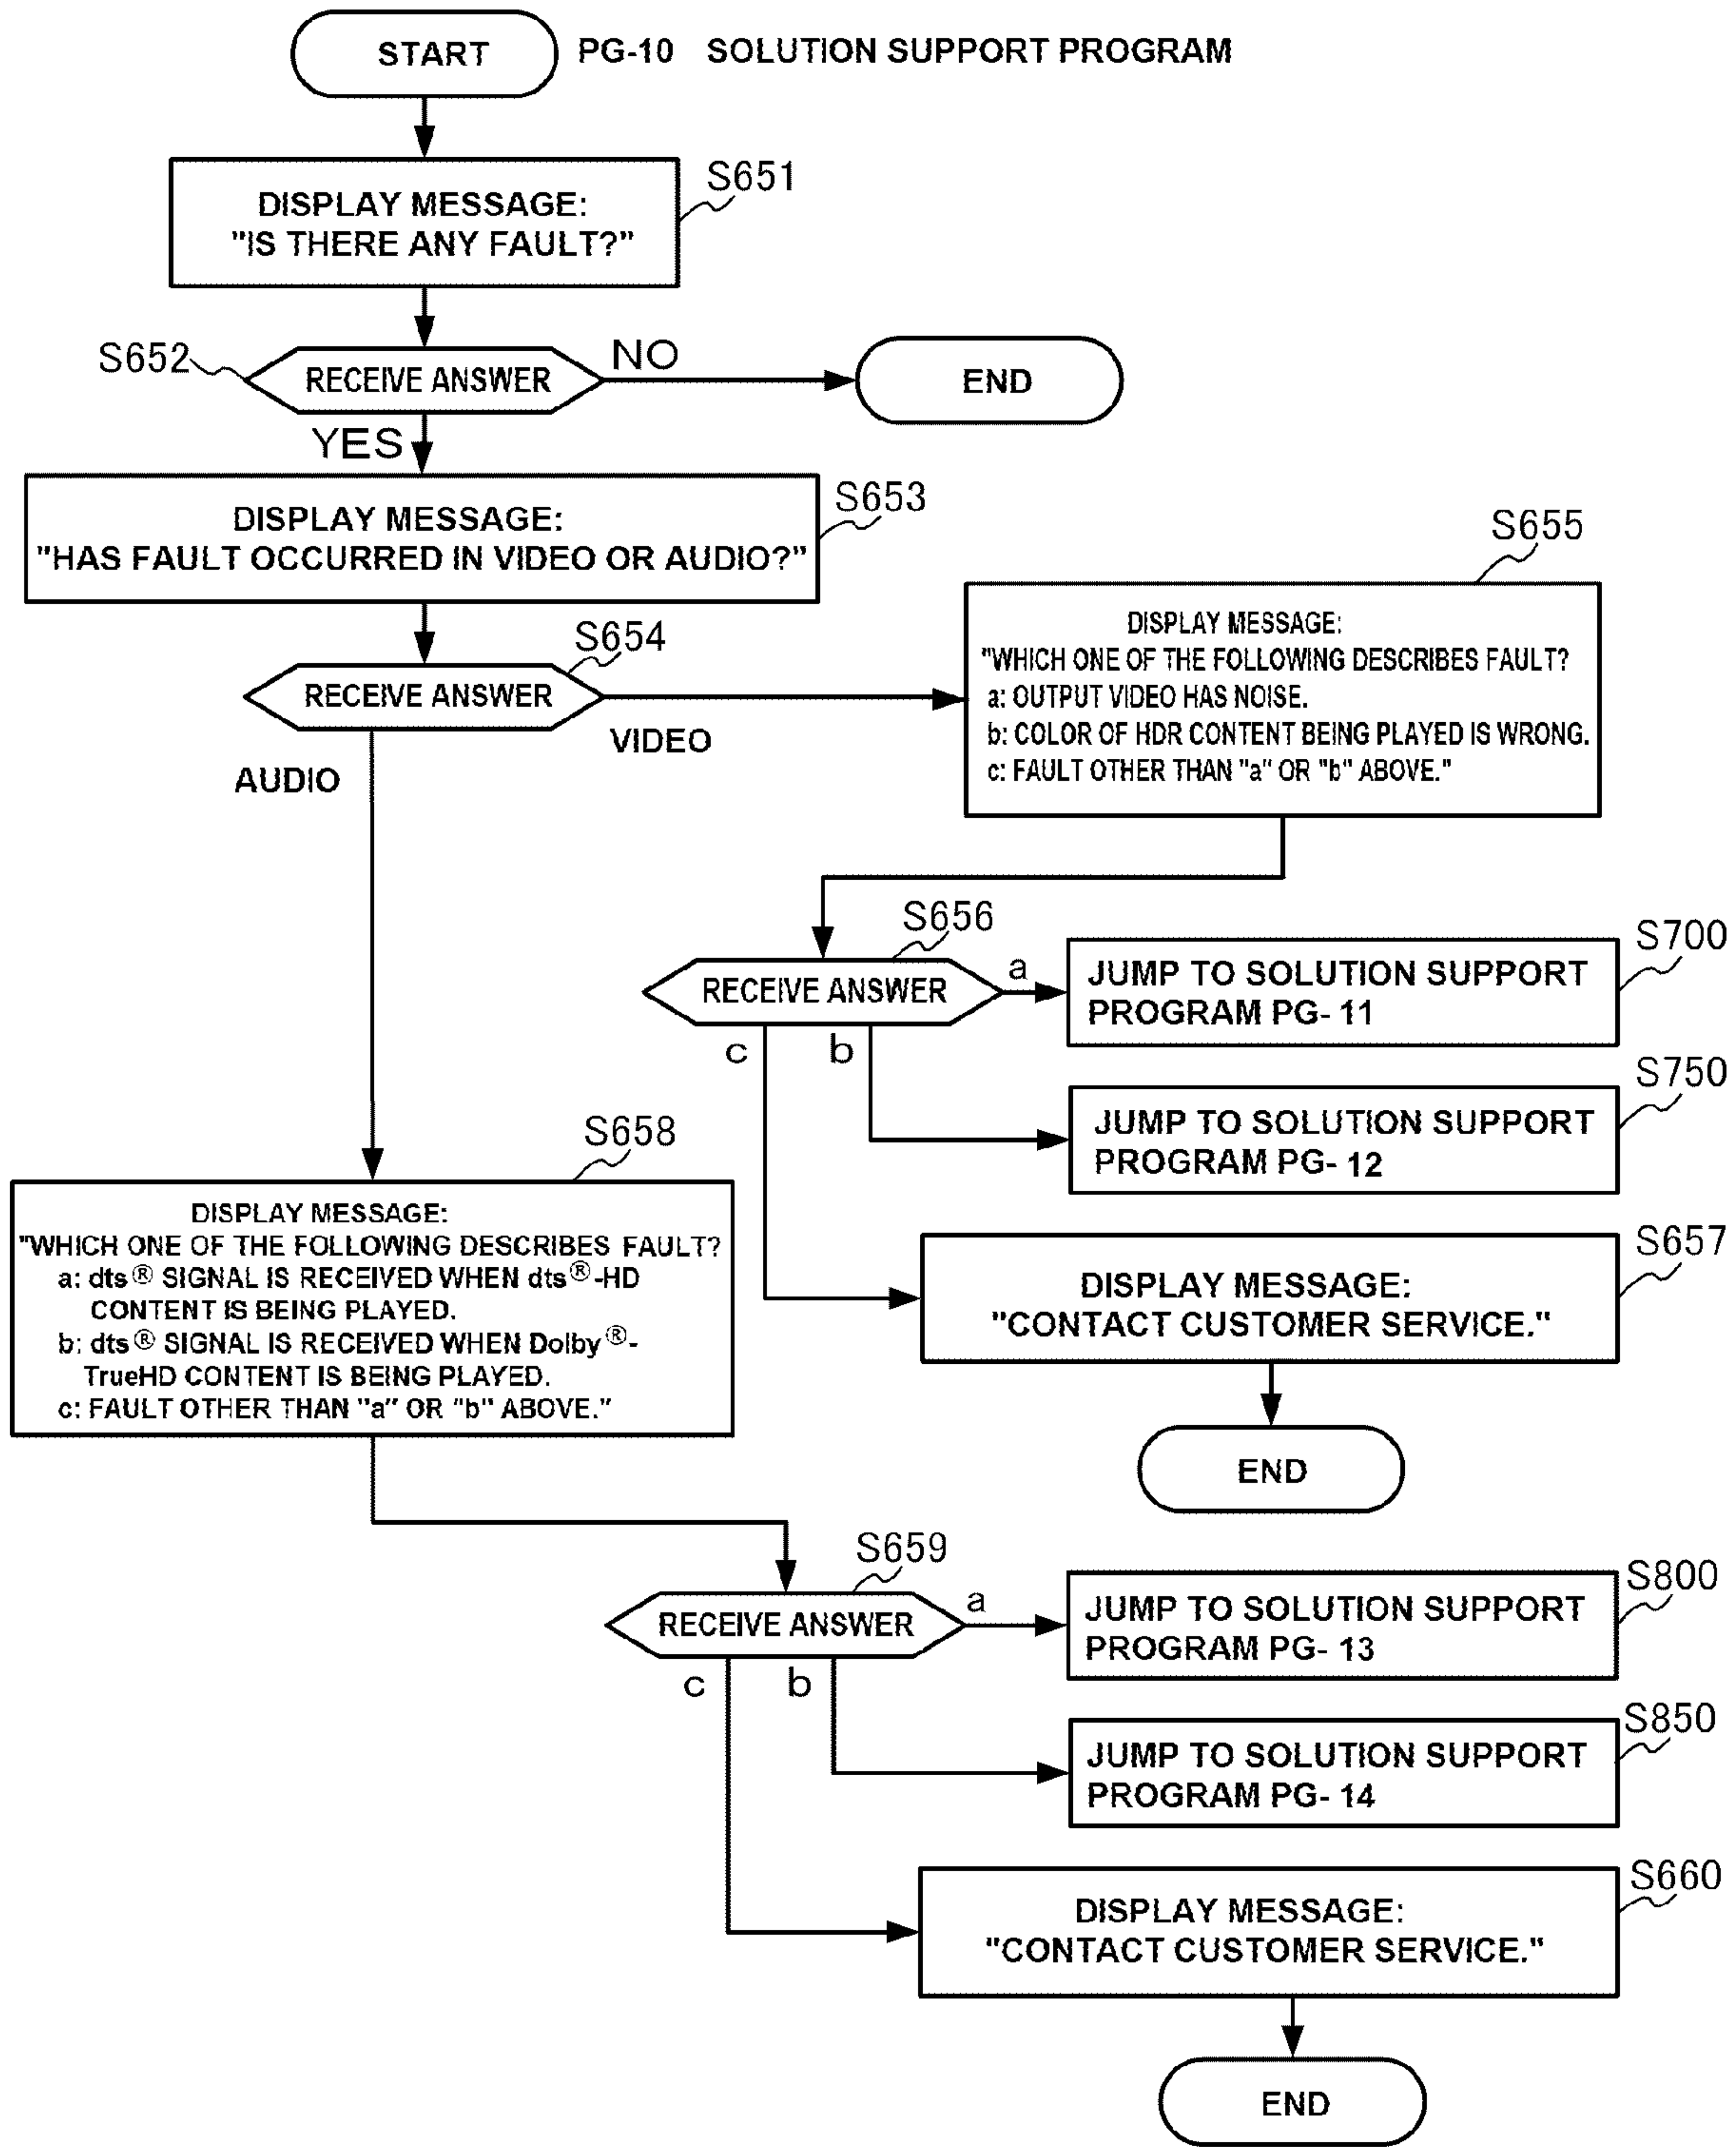 START
PG-10 SOLUTION SUPPORT PROGRAM
S651
DISPLAY MESSAGE:
"IS THERE ANY FAULT?"
S652
RECEIVE ANSWER
NO
END
YES
S653
DISPLAY MESSAGE:
"HAS FAULT OCCURRED IN VIDEO OR AUDIO?"
S654
RECEIVE ANSWER
VIDEO
AUDIO
S655
DISPLAY MESSAGE:
"WHICH ONE OF THE FOLLOWING DESCRIBES FAULT?
a: OUTPUT VIDEO HAS NOISE.
b: COLOR OF HDR CONTENT BEING PLAYED IS WRONG.
c: FAULT OTHER THAN "a" OR "b" ABOVE."
S656
RECEIVE ANSWER
a
b
c
S700
JUMP TO SOLUTION SUPPORT
PROGRAM PG- 11
S750
JUMP TO SOLUTION SUPPORT
PROGRAM PG- 12
S657
DISPLAY MESSAGE:
"CONTACT CUSTOMER SERVICE."
END
S658
DISPLAY MESSAGE:
"WHICH ONE OF THE FOLLOWING DESCRIBES FAULT?
a: dts® SIGNAL IS RECEIVED WHEN dts®-HD
CONTENT IS BEING PLAYED.
b: dts® SIGNAL IS RECEIVED WHEN Dolby®-
TrueHD CONTENT IS BEING PLAYED.
c: FAULT OTHER THAN "a" OR "b" ABOVE."
S659
RECEIVE ANSWER
a
b
c
S800
JUMP TO SOLUTION SUPPORT
PROGRAM PG- 13
S850
JUMP TO SOLUTION SUPPORT
PROGRAM PG- 14
S660
DISPLAY MESSAGE:
"CONTACT CUSTOMER SERVICE."
END